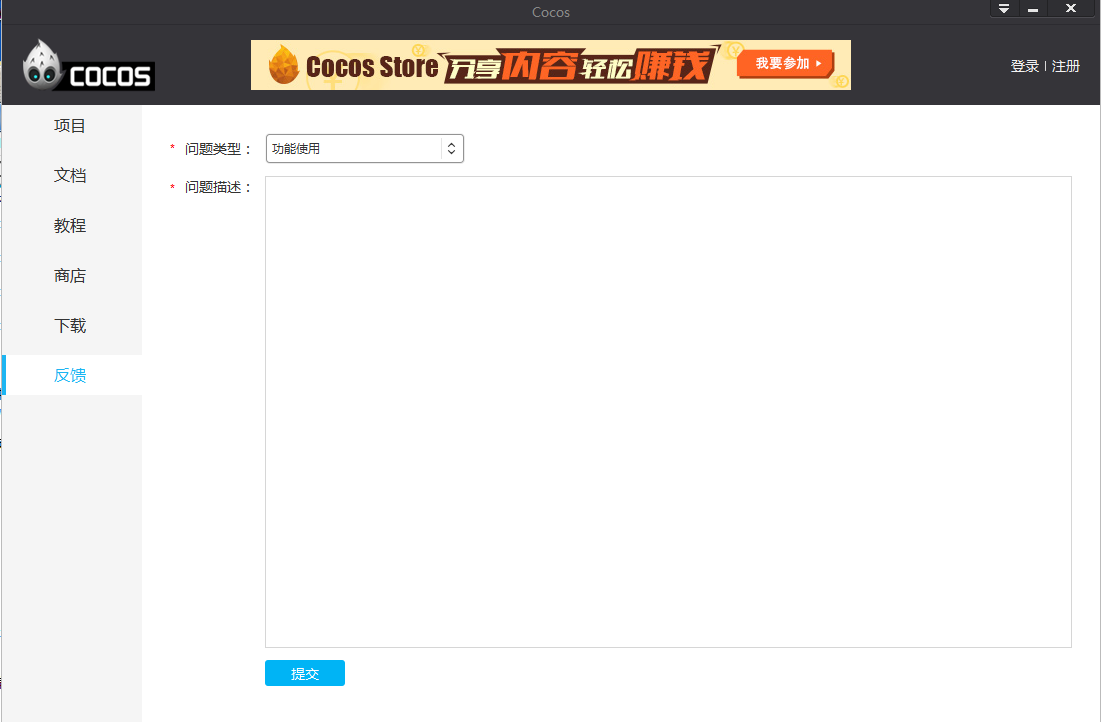 Cocos
COCOS
Cocos Store 分享内容轻松赚钱 我要参加
登录 | 注册
项目
文档
教程
商店
下载
反馈
* 问题类型：
功能使用
* 问题描述：
提交